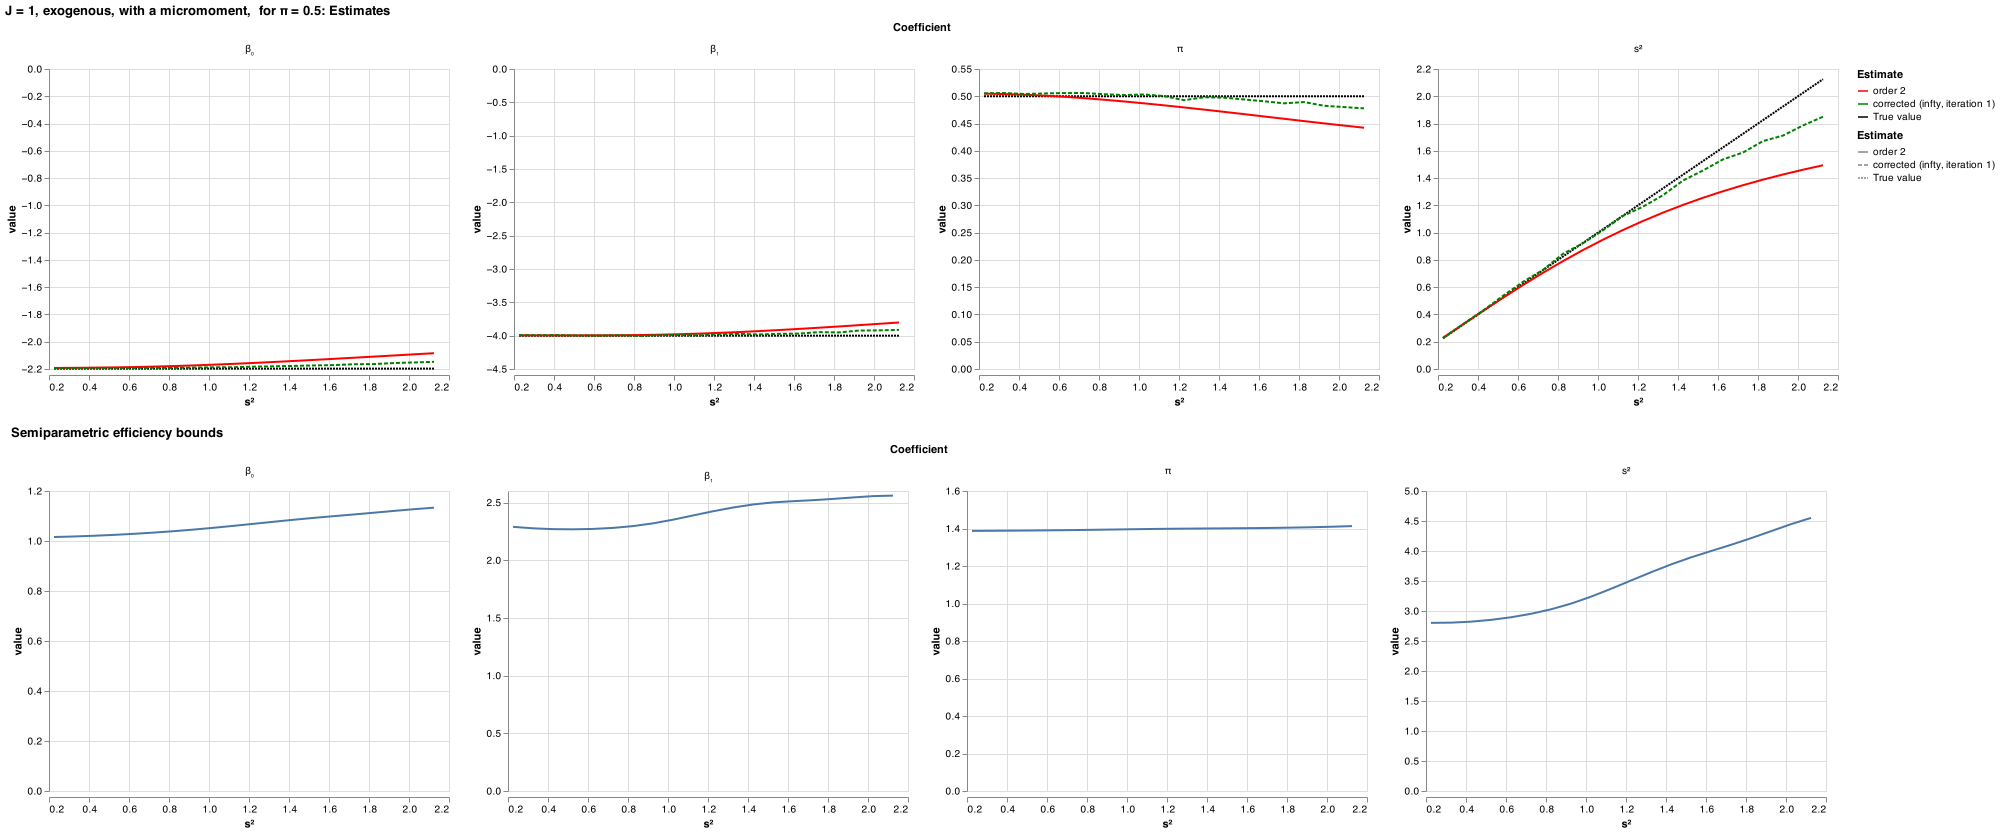 J = 1, exogenous, with a micromoment, for π = 0.5: Estimates
Coefficient
β₀
β₁
π
s²
0.0
−0.2
−0.4
−0.6
−0.8
−1.0
−1.2
−1.4
−1.6
−1.8
−2.0
−2.2
value
0.2 0.4 0.6 0.8 1.0 1.2 1.4 1.6 1.8 2.0 2.2
s²
0.0
−0.5
−1.0
−1.5
−2.0
−2.5
−3.0
−3.5
−4.0
−4.5
value
0.2 0.4 0.6 0.8 1.0 1.2 1.4 1.6 1.8 2.0 2.2
s²
0.55
0.50
0.45
0.40
0.35
0.30
0.25
0.20
0.15
0.10
0.05
0.00
value
0.2 0.4 0.6 0.8 1.0 1.2 1.4 1.6 1.8 2.0 2.2
s²
2.2
2.0
1.8
1.6
1.4
1.2
1.0
0.8
0.6
0.4
0.2
0.0
value
0.2 0.4 0.6 0.8 1.0 1.2 1.4 1.6 1.8 2.0 2.2
s²
Estimate
order 2
corrected (infty, iteration 1)
True value
Estimate
order 2
corrected (infty, iteration 1)
True value
Semiparametric efficiency bounds
Coefficient
β₀
β₁
π
s²
1.2
1.0
0.8
0.6
0.4
0.2
0.0
value
0.2 0.4 0.6 0.8 1.0 1.2 1.4 1.6 1.8 2.0 2.2
s²
2.5
2.0
1.5
1.0
0.5
0.0
value
0.2 0.4 0.6 0.8 1.0 1.2 1.4 1.6 1.8 2.0 2.2
s²
1.6
1.4
1.2
1.0
0.8
0.6
0.4
0.2
0.0
value
0.2 0.4 0.6 0.8 1.0 1.2 1.4 1.6 1.8 2.0 2.2
s²
5.0
4.5
4.0
3.5
3.0
2.5
2.0
1.5
1.0
0.5
0.0
value
0.2 0.4 0.6 0.8 1.0 1.2 1.4 1.6 1.8 2.0 2.2
s²